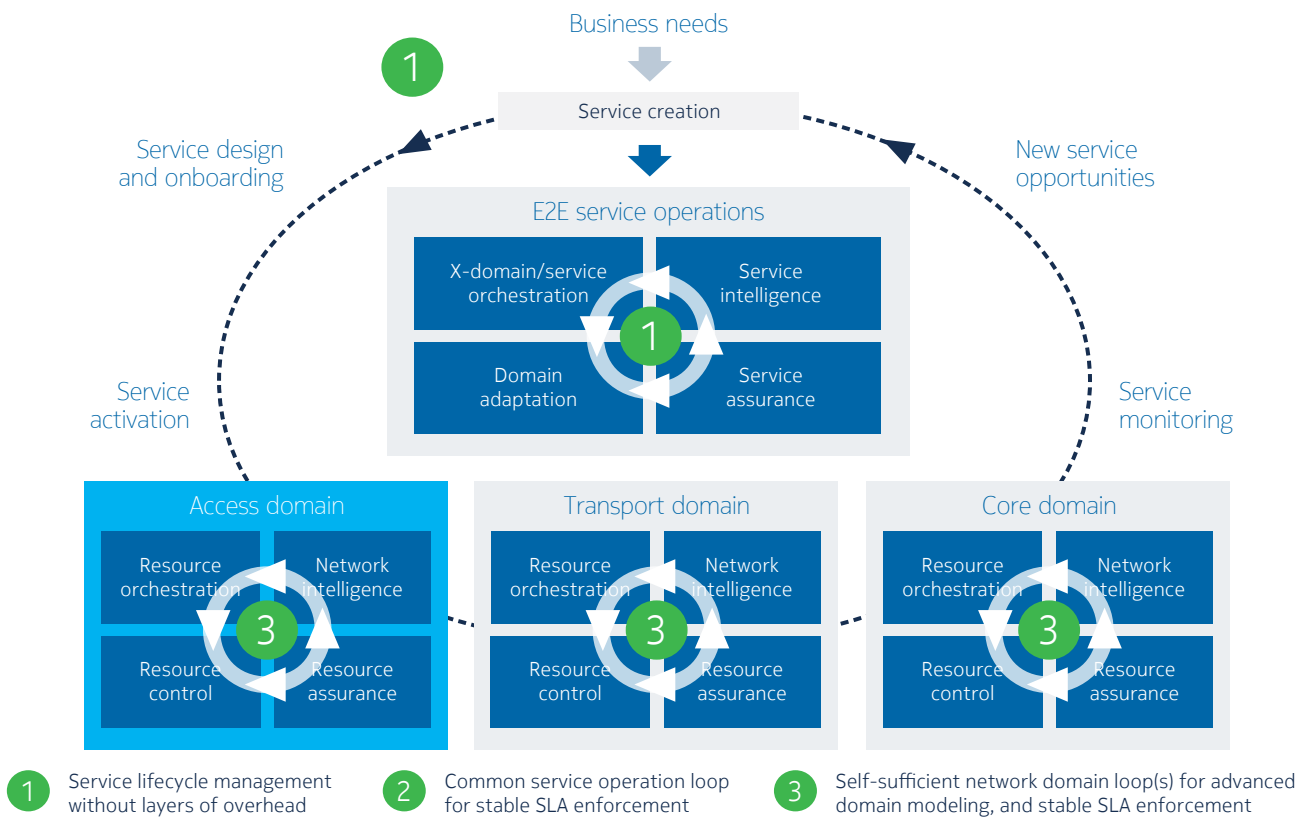 Business needs
1
Service creation
Service design
and onboarding
New service
opportunities
E2E service operations
X-domain/service
orchestration
Service
intelligence
1
Domain
adaptation
Service
assurance
Service
activation
Service
monitoring
Access domain
Resource
orchestration
Network
intelligence
3
Resource
control
Resource
assurance
Transport domain
Resource
orchestration
Network
intelligence
3
Resource
control
Resource
assurance
Core domain
Resource
orchestration
Network
intelligence
3
Resource
control
Resource
assurance
1
Service lifecycle management
without layers of overhead
2
Common service operation loop
for stable SLA enforcement
3
Self-sufficient network domain loop(s) for advanced
domain modeling, and stable SLA enforcement